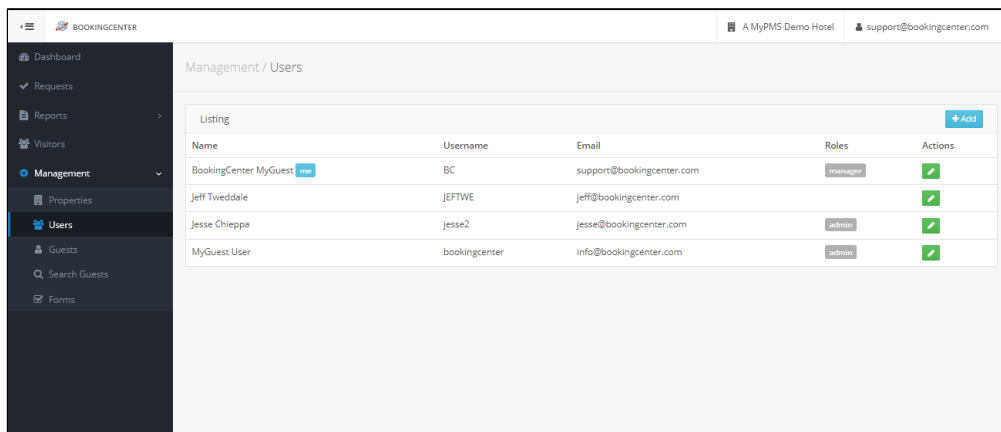 BOOKINGCENTER
A MyPMS Demo Hotel
support@bookingcenter.com
Dashboard
Requests
Reports
Visitors
Management
Properties
Users
Guests
Search Guests
Forms
Management / Users
Listing
+Add
Name Username Email Roles Actions
BookingCenter MyGuest me BC support@bookingcenter.com manager
Jeff Tweddale JEFTWE jeff@bookingcenter.com
Jesse Chieppa jesse2 jesse@bookingcenter.com admin
MyGuest User bookingcenter info@bookingcenter.com admin